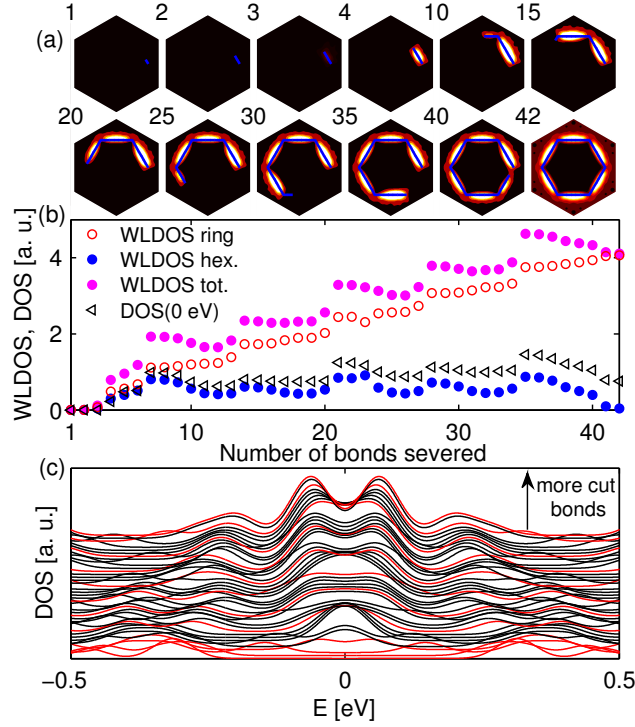 1 2 3 4 10 15
(a)
20 25 30 35 40 42
(b)
WLDOS ring
WLDOS hex.
WLDOS tot.
DOS(0 eV)
WLDOS, DOS [a. u.]
4
2
0
1 10 20 30 40
Number of bonds severed
(c)
more cut
bonds
DOS [a. u.]
−0.5 0 0.5
E [eV]